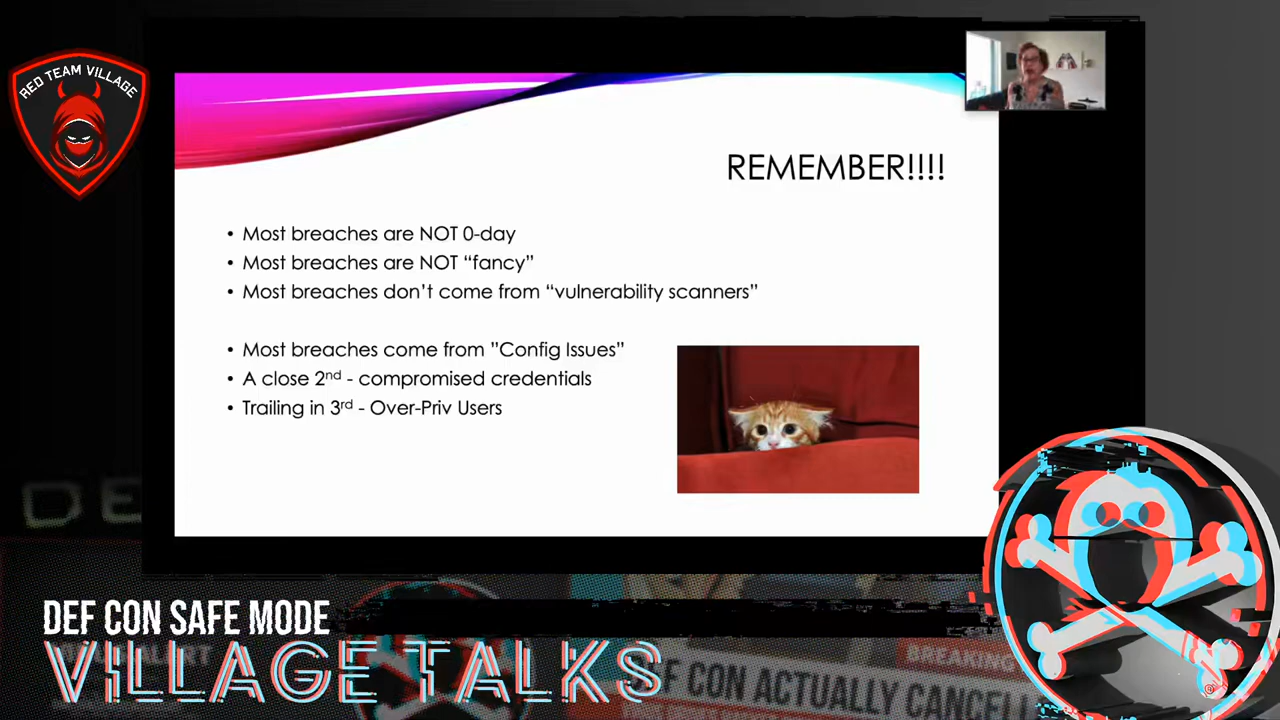 RED TEAM VILLAGE
REMEMBER!!!!
• Most breaches are NOT 0-day
• Most breaches are NOT “fancy”
• Most breaches don’t come from “vulnerability scanners”
• Most breaches come from ”Config Issues”
• A close 2nd - compromised credentials
• Trailing in 3rd - Over-Priv Users
DE
DEF CON SAFE MODE
VILLAGE TALKS
BREAKING
DEF CON ACTUALLY CANCELL